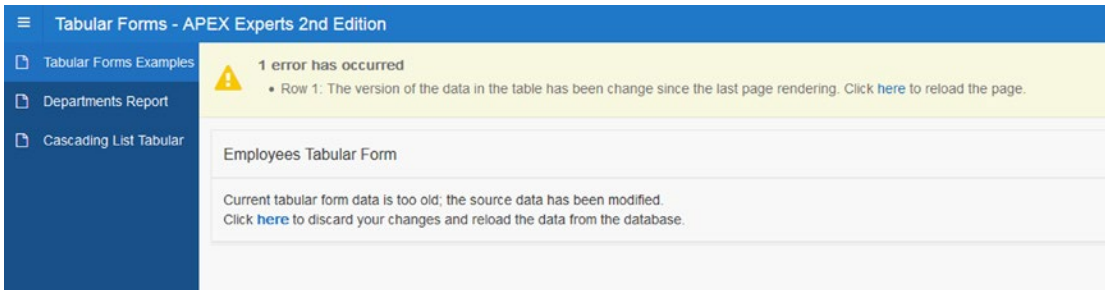 Tabular Forms - APEX Experts 2nd Edition
Tabular Forms Examples
Departments Report
Cascading List Tabular
1 error has occurred
• Row 1: The version of the data in the table has been change since the last page rendering. Click here to reload the page.
Employees Tabular Form
Current tabular form data is too old; the source data has been modified.
Click here to discard your changes and reload the data from the database.